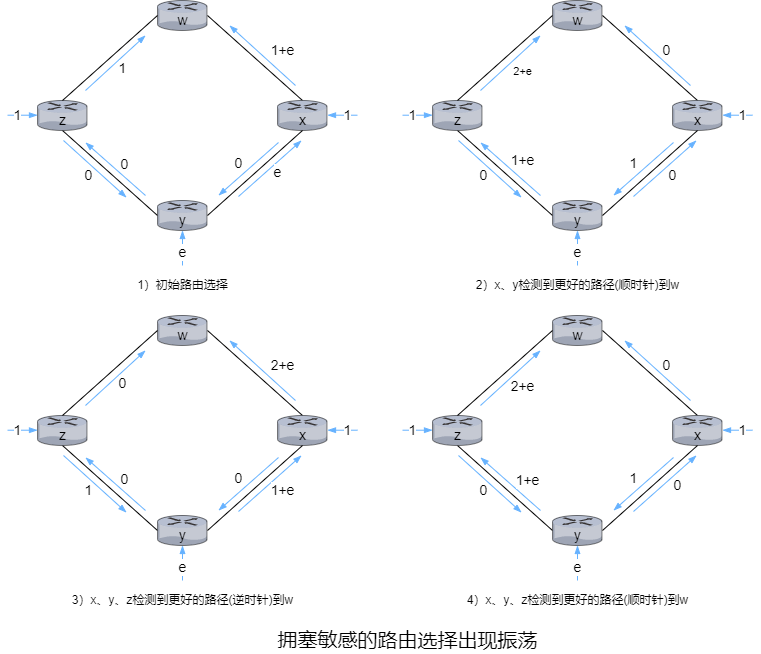 w
w
1
1+e
2+e
0
1
z
x
1
1
z
x
1
0
0
0
e
0
1+e
1
0
y
y
e
e
1）初始路由选择
2）x、y检测到更好的路径(顺时针)到w
w
w
0
2+e
2+e
0
1
z
x
1
1
z
x
1
1
0
0
1+e
0
1+e
1
0
y
y
e
e
3）x、y、z检测到更好的路径(逆时针)到w
4）x、y、z检测到更好的路径(顺时针)到w
拥塞敏感的路由选择出现振荡